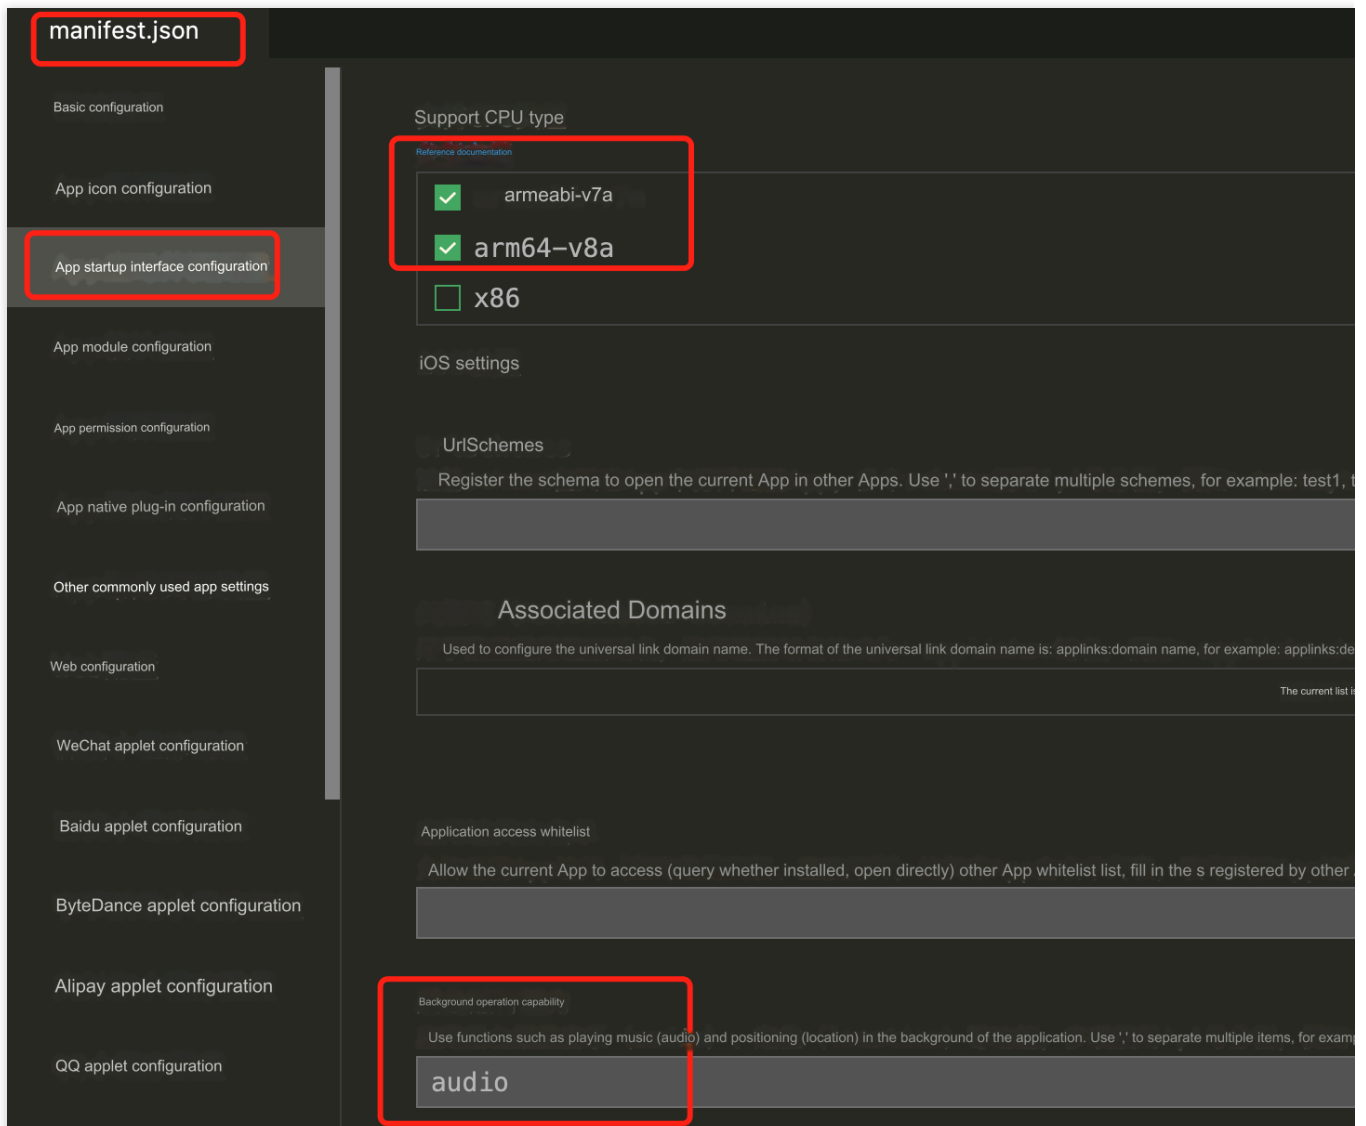 manifest.json
Basic configuration
App icon configuration
App startup interface configuration
App module configuration
App permission configuration
App native plug-in configuration
Other commonly used app settings
Web configuration
WeChat applet configuration
Baidu applet configuration
ByteDance applet configuration
Alipay applet configuration
QQ applet configuration
Support CPU type
Reference documentation
armeabi-v7a
arm64-v8a
x86
iOS settings
UrlSchemes
Register the schema to open the current App in other Apps. Use ',' to separate multiple schemes, for example: test1, t
Associated Domains
Used to configure the universal link domain name. The format of the universal link domain name is: applinks:domain name, for example: applinks:de
The current list is
Application access whitelist
Allow the current App to access (query whether installed, open directly) other App whitelist list, fill in the s registered by other
Background operation capability
Use functions such as playing music (audio) and positioning (location) in the background of the application. Use ',' to separate multiple items, for examp
audio